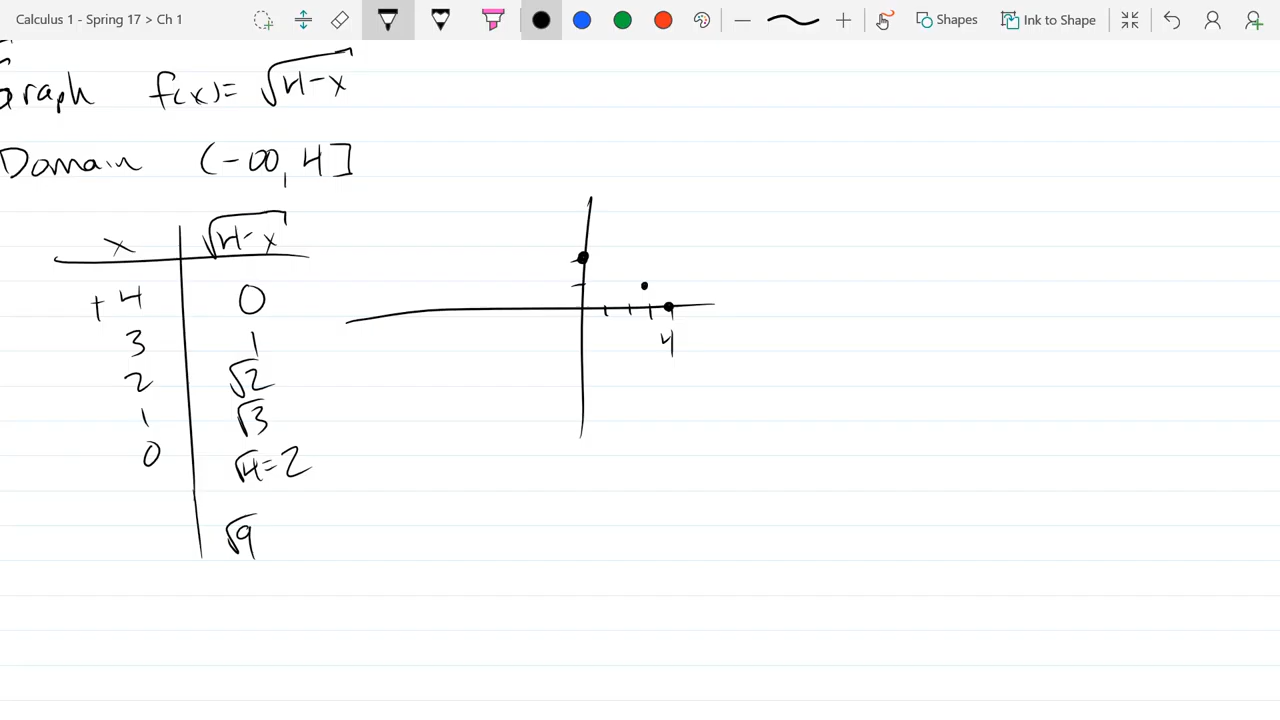 Calculus 1 - Spring 17 > Ch 1 Shapes Ink to Shape
Graph f(x)= √4-x
Domain (-∞, 4]
x √4-x
+4 0
3 1
2 √2
1 √3
0 √4=2
√9
4